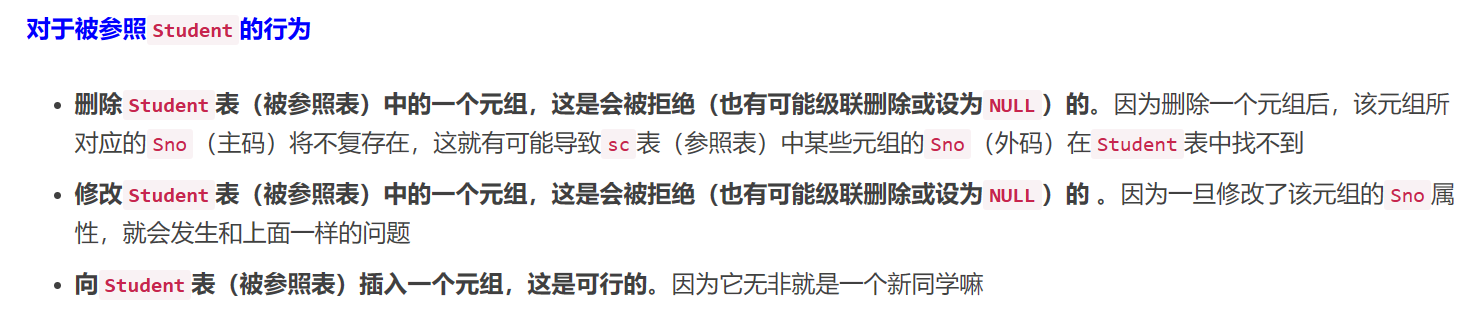 对于被参照Student的行为
删除Student表（被参照表）中的一个元组，这是会被拒绝（也有可能级联删除或设为NULL）的。因为删除一个元组后，该元组所
对应的Sno（主码）将不复存在，这就有可能导致sc表（参照表）中某些元组的Sno（外码）在Student表中找不到
修改Student表（被参照表）中的一个元组，这是会被拒绝（也有可能级联删除或设为NULL）的 。因为一旦修改了该元组的Sno属
性，就会发生和上面一样的问题
向Student表（被参照表）插入一个元组，这是可行的。因为它无非就是一个新同学嘛